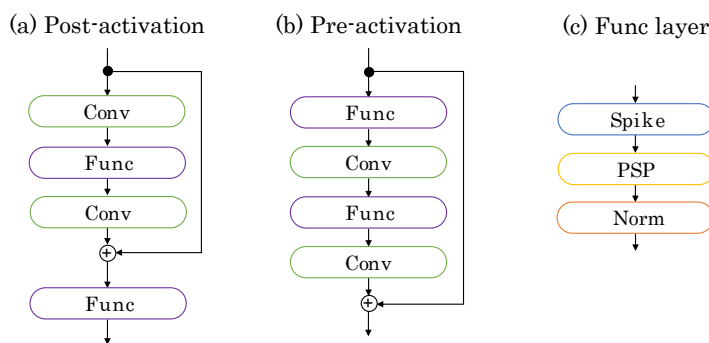 (a) Post-activation
Conv
Func
Conv
+
Func
(b) Pre-activation
Func
Conv
Func
Conv
+
(c) Func layer
Spike
PSP
Norm